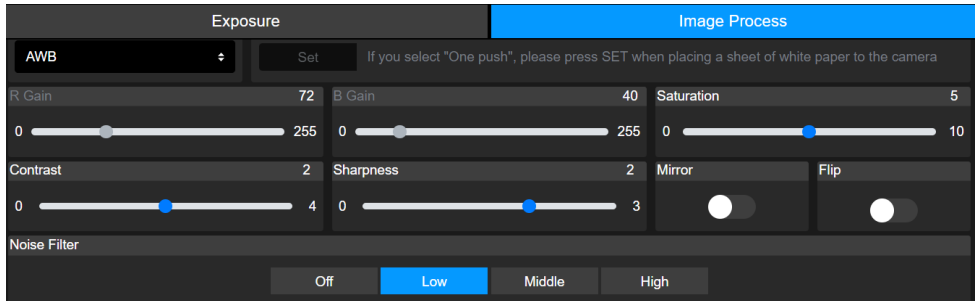 Exposure Image Process
AWB Set If you select "One push", please press SET when placing a sheet of white paper to the camera
R Gain 72 B Gain 40 Saturation 5
0 255 0 255 0 10
Contrast 2 Sharpness 2 Mirror Flip
0 4 0 3
Noise Filter
Off Low Middle High